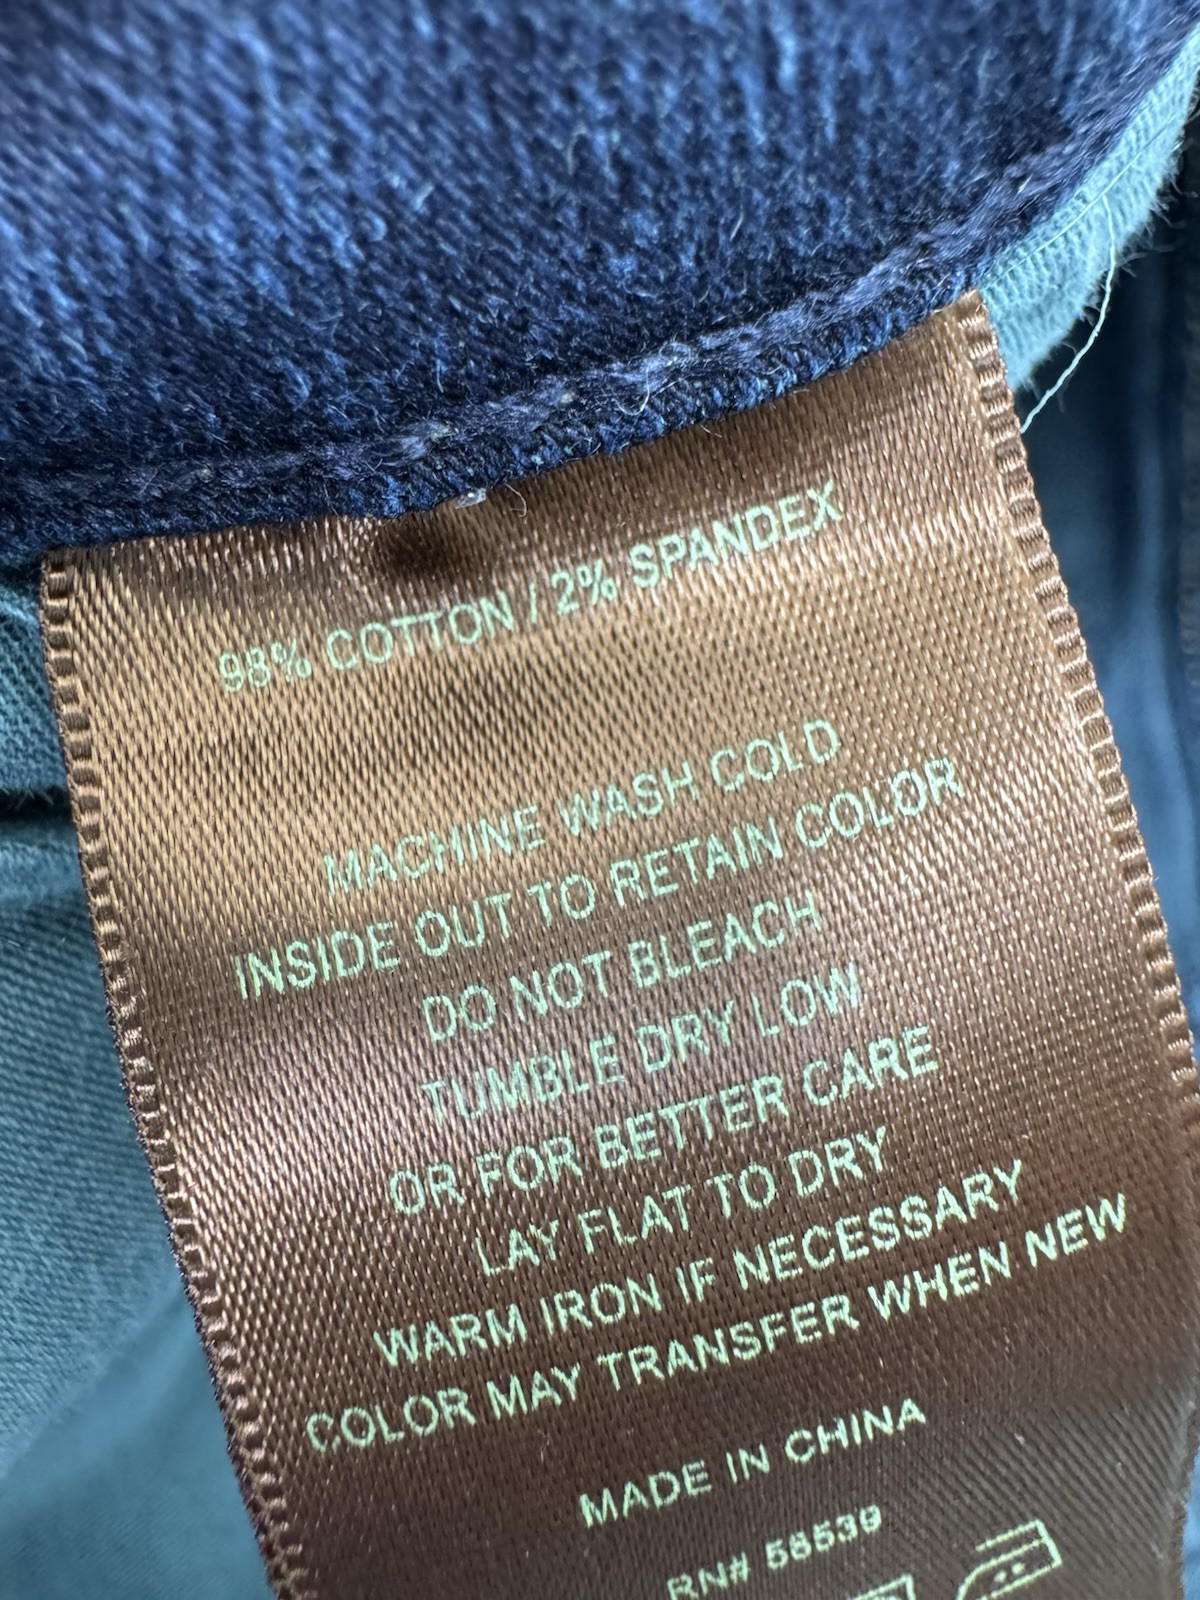 98% COTTON / 2% SPANDEX
MACHINE WASH COLD
INSIDE OUT TO RETAIN COLOR
DO NOT BLEACH
TUMBLE DRY LOW
OR FOR BETTER CARE
LAY FLAT TO DRY
WARM IRON IF NECESSARY
COLOR MAY TRANSFER WHEN NEW
MADE IN CHINA
RN# 58539